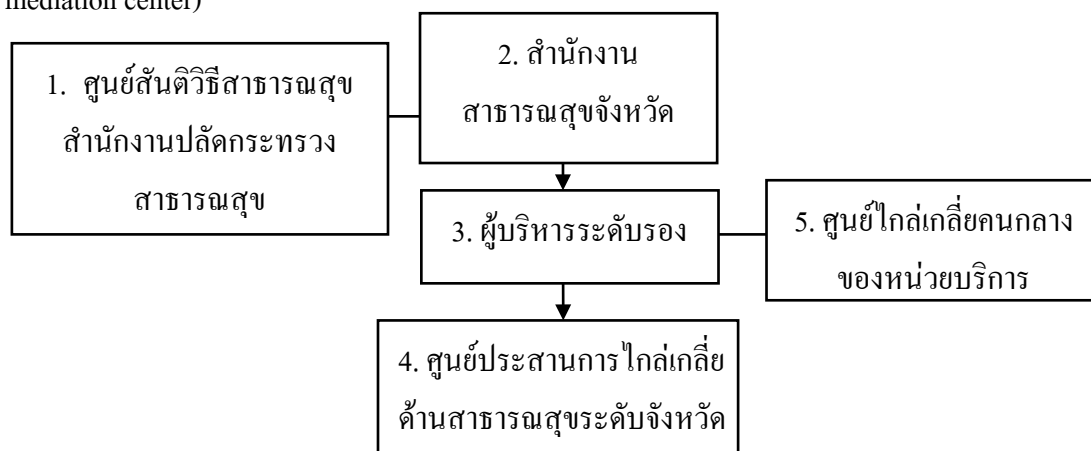 mediation center)
1. ศูนย์สันติวิธีสาธารณสุข
สำนักงานปลัดกระทรวง
สาธารณสุข
2. สำนักงาน
สาธารณสุขจังหวัด
3. ผู้บริหารระดับรอง
5. ศูนย์ไกล่เกลี่ยคนกลาง
ของหน่วยบริการ
4. ศูนย์ประสานการไกล่เกลี่ย
ด้านสาธารณสุขระดับจังหวัด